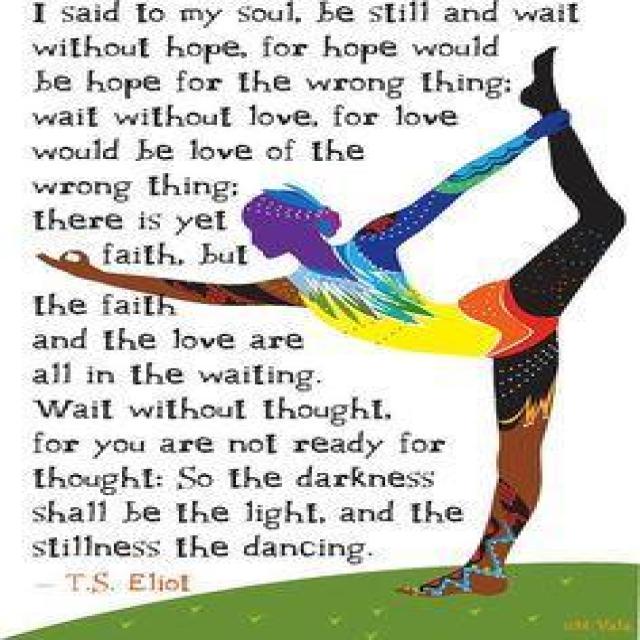 I said to my soul, be still and wait
without hope, for hope would
be hope for the wrong thing;
wait without love, for love
would be love of the
wrong thing;
there is yet
faith, but
the faith
and the love are
all in the waiting.
Wait without thought,
for you are not ready for
thought: So the darkness
shall be the light, and the
stillness the dancing.
– T.S. Eliot